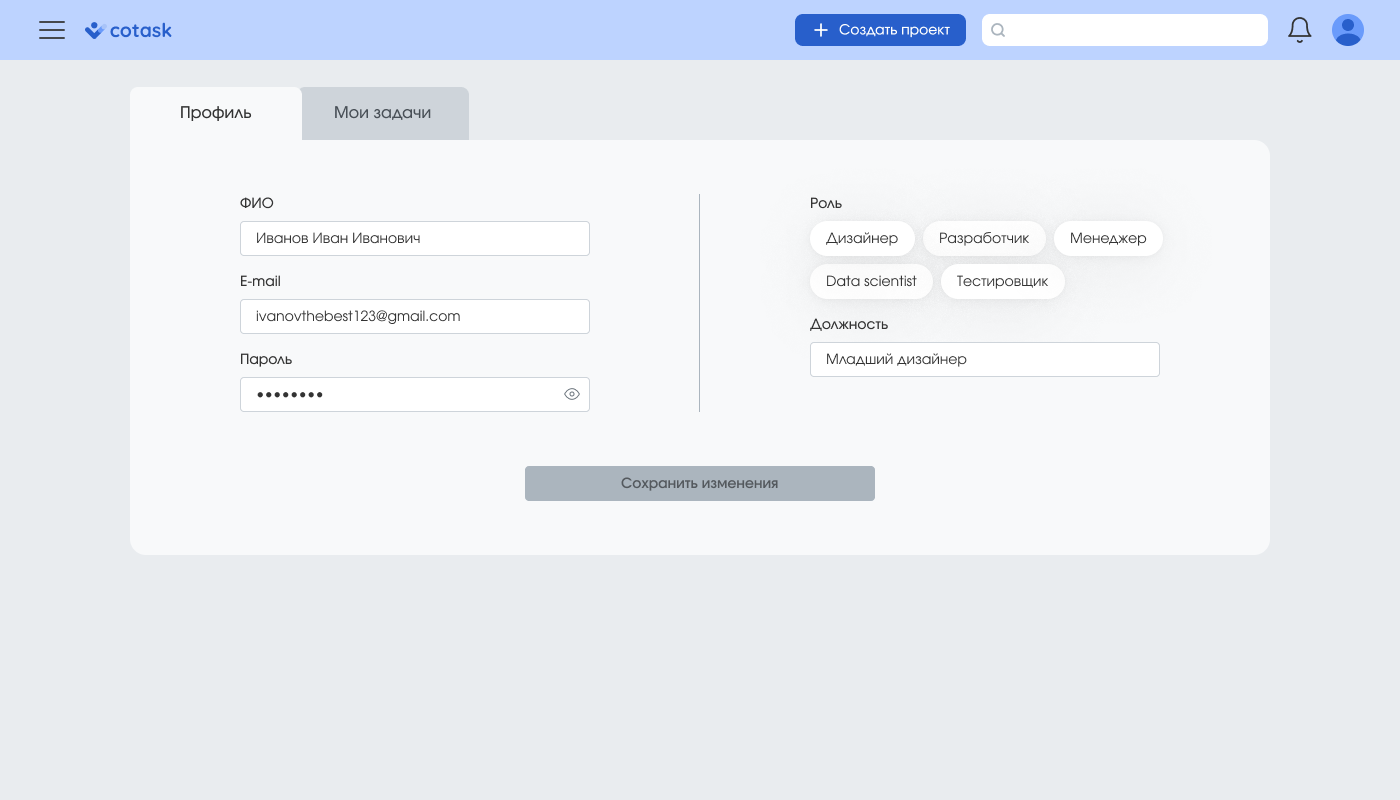 cotask
Создать проект
Профиль
Мои задачи
ФИО
Иванов Иван Иванович
E-mail
ivanovthebest123@gmail.com
Пароль
••••••••
Роль
Дизайнер
Разработчик
Менеджер
Data scientist
Тестировщик
Должность
Младший дизайнер
Сохранить изменения